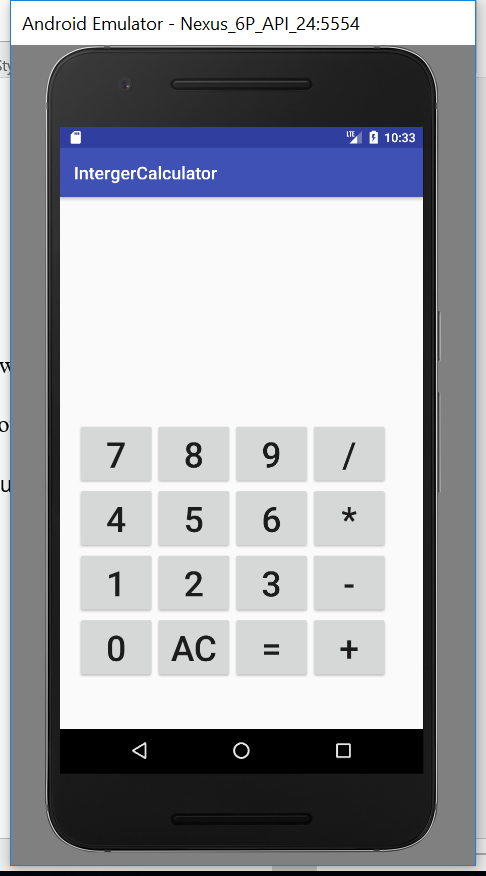 Android Emulator - Nexus_6P_API_24:5554
LTE 10:33
IntergerCalculator
7 8 9 /
4 5 6 *
1 2 3 -
0 AC = +